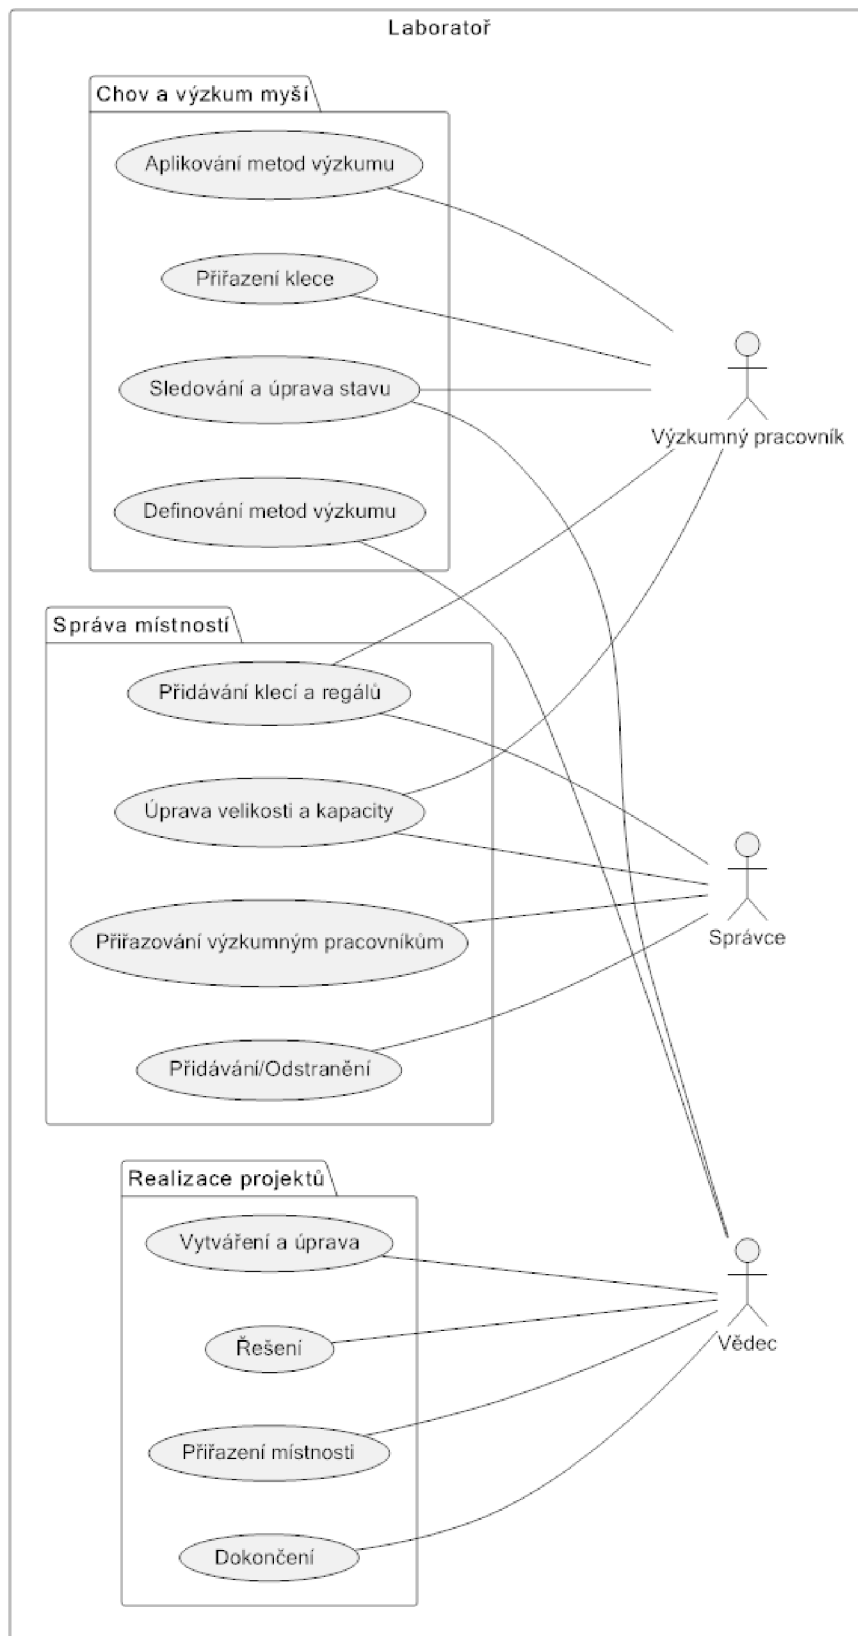 Laboratoř
Chov a výzkum myší
Aplikování metod výzkumu
Přiřazení klece
Sledování a úprava stavu
Definování metod výzkumu
Výzkumný pracovník
Správa místností
Přidávání klecí a regálů
Úprava velikosti a kapacity
Přiřazování výzkumným pracovníkům
Přidávání/Odstranění
Správce
Realizace projektů
Vytváření a úprava
Řešení
Přiřazení místnosti
Dokončení
Vědec